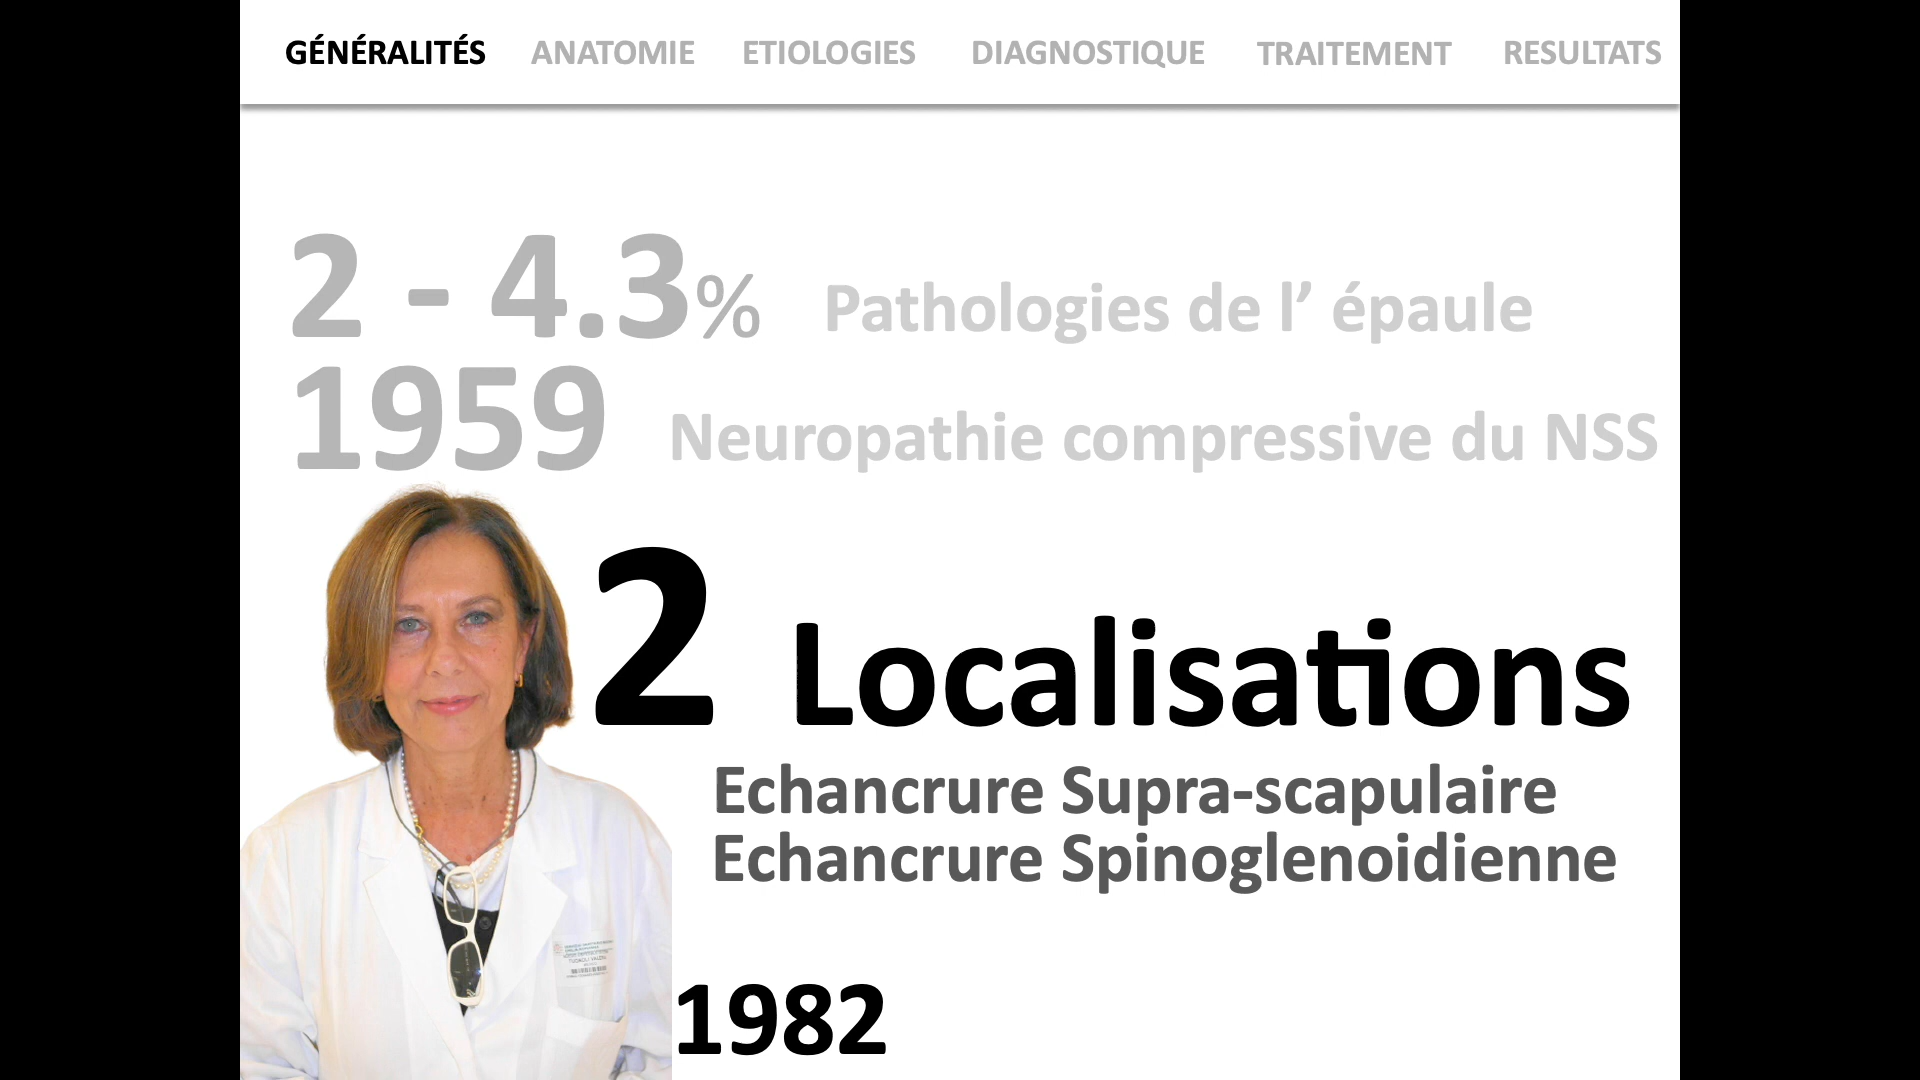 GÉNÉRALITÉS ANATOMIE ETIOLOGIES DIAGNOSTIQUE TRAITEMENT RESULTATS
2 - 4.3% Pathologies de l’ épaule
1959 Neuropathie compressive du NSS
2 Localisations
Echancrure Supra-scapulaire
Echancrure Spinoglenoidienne
1982